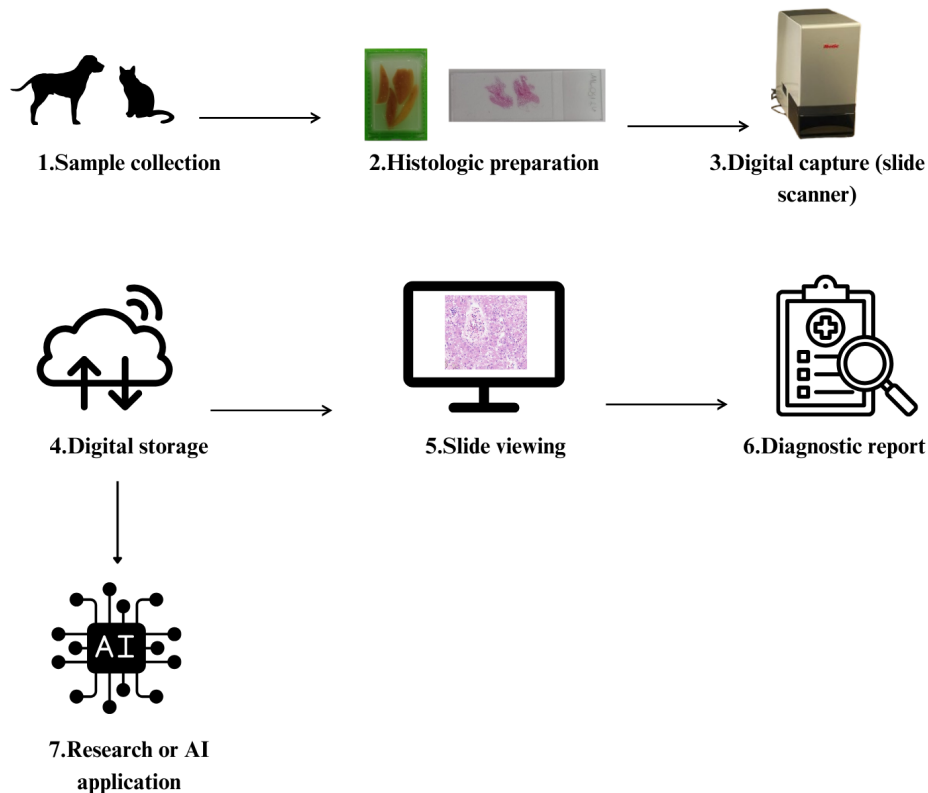 1.Sample collection
2.Histologic preparation
3.Digital capture (slide
scanner)
4.Digital storage
5.Slide viewing
6.Diagnostic report
AI
7.Research or AI
application